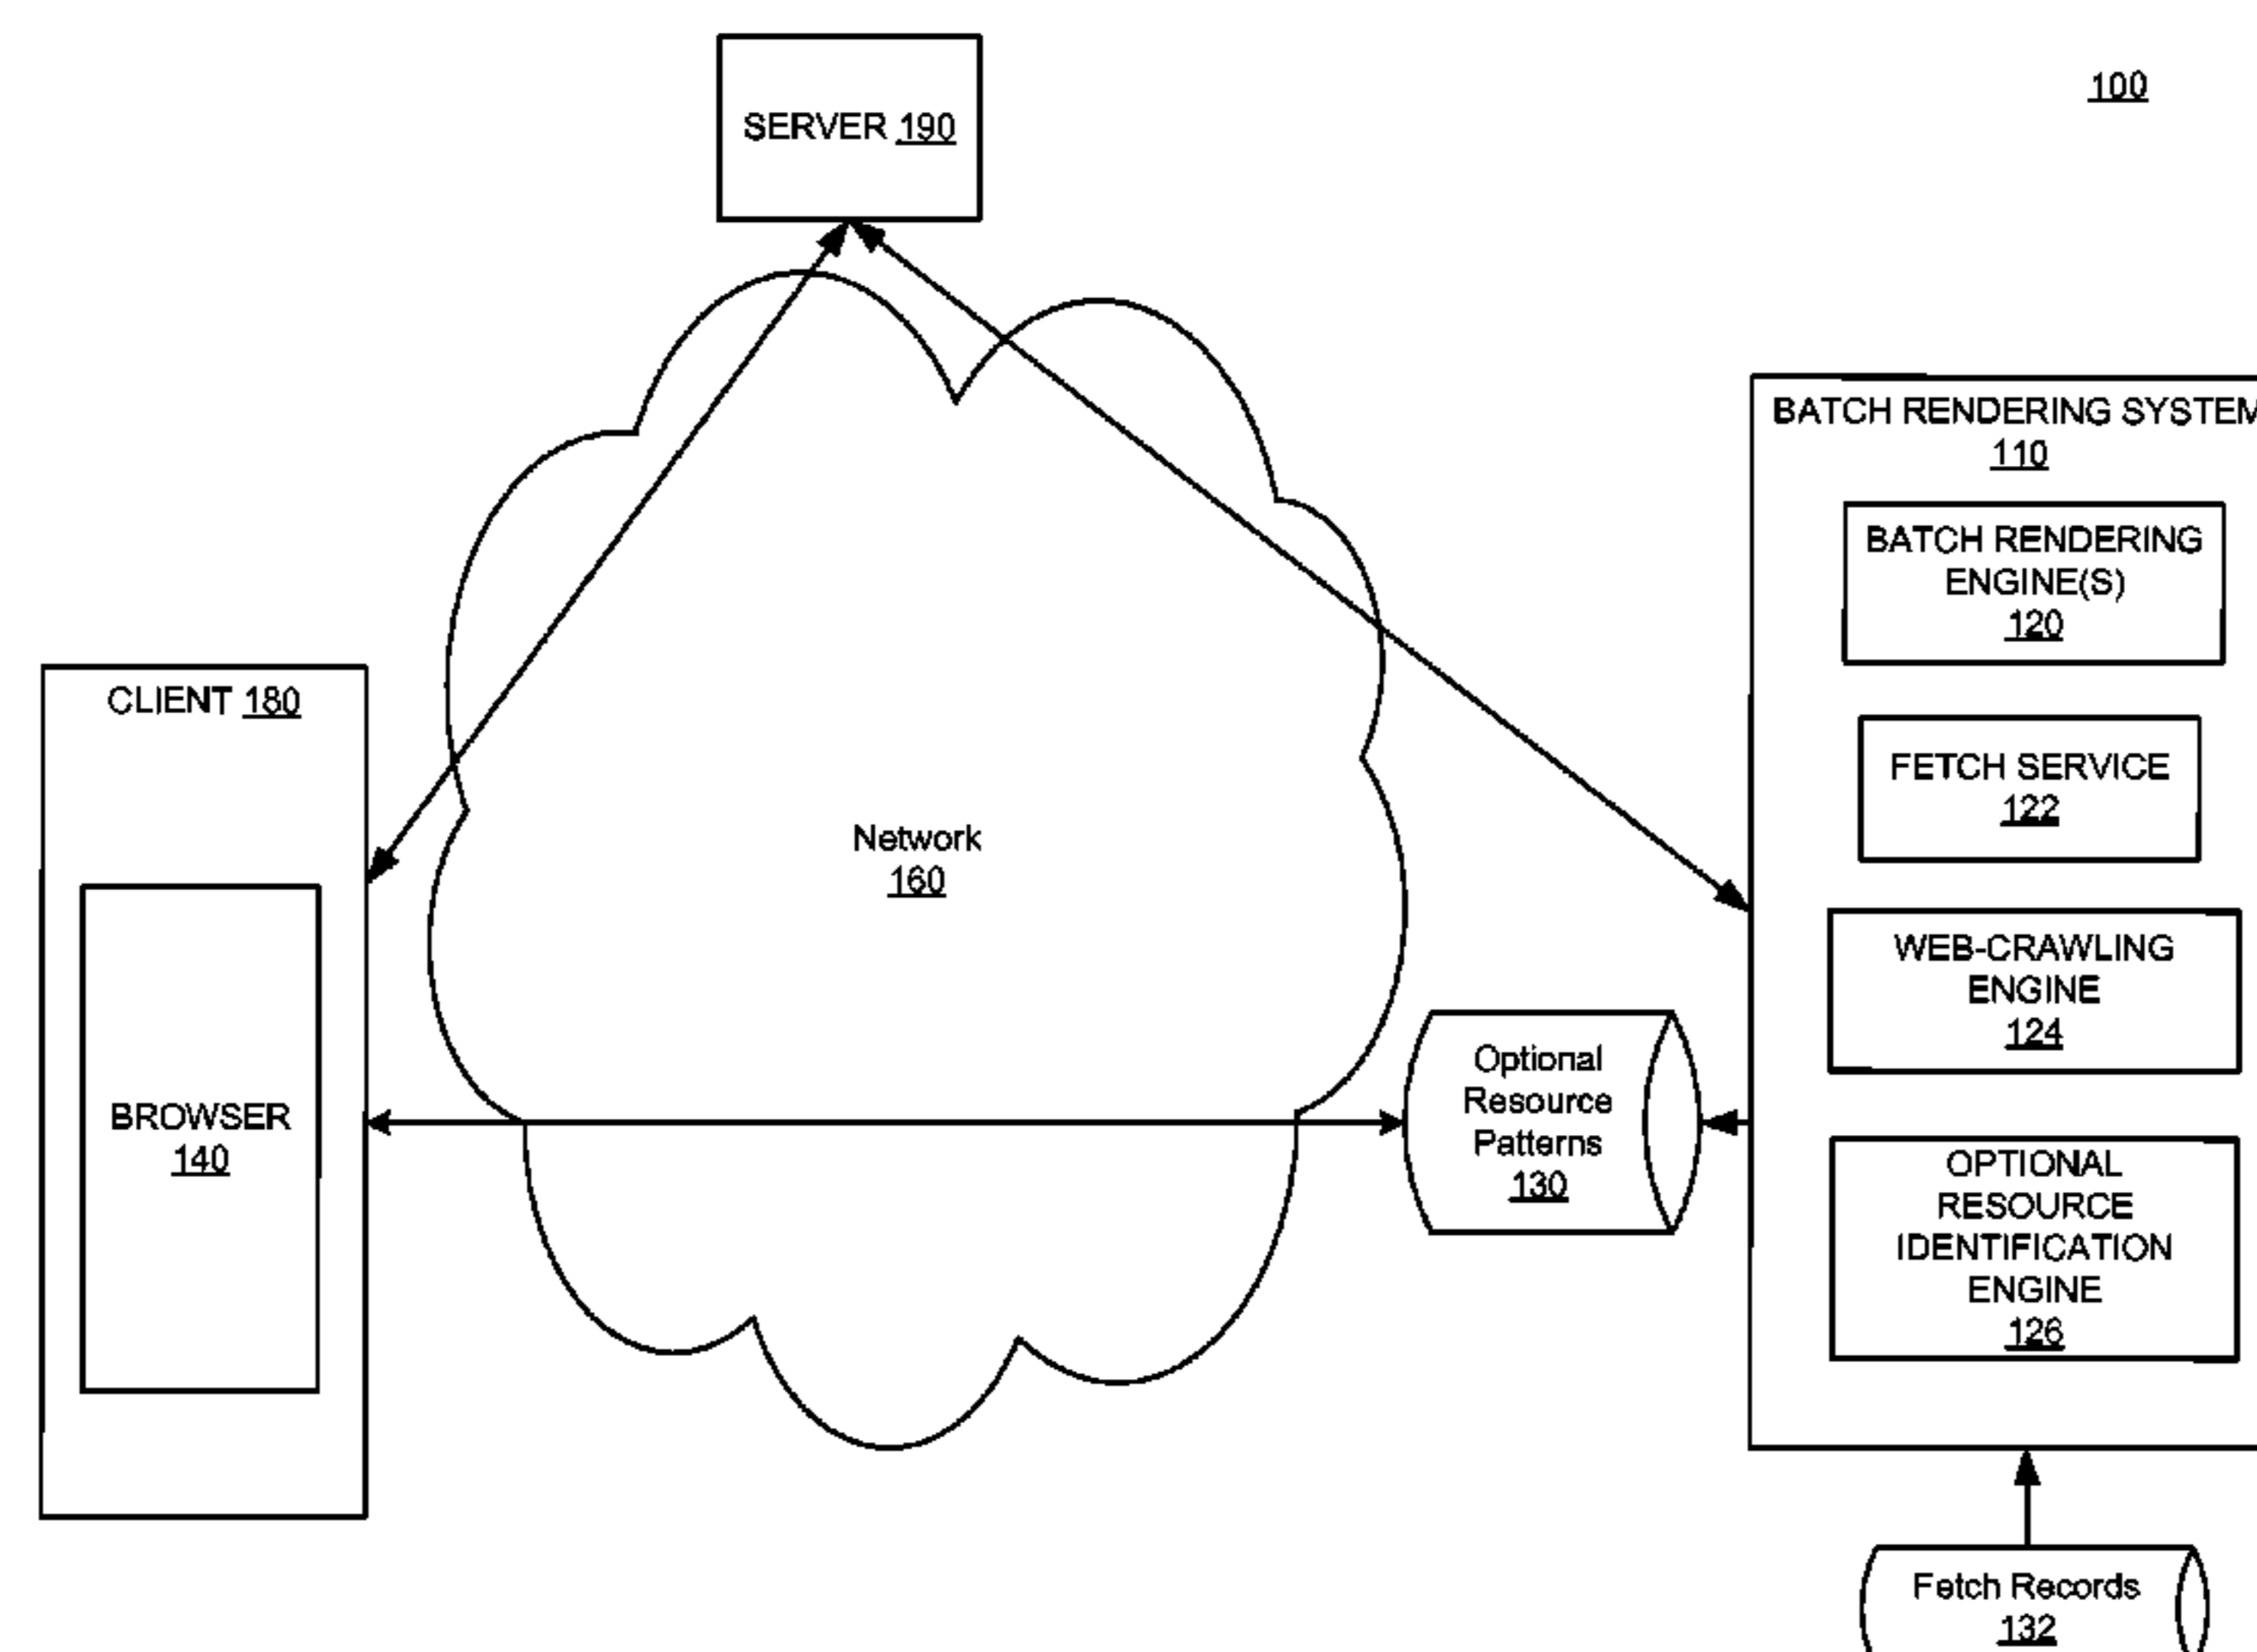 100
SERVER 190
BATCH RENDERING SYSTEM
110
BATCH RENDERING
ENGINE(S)
120
FETCH SERVICE
122
WEB-CRAWLING
ENGINE
124
OPTIONAL
RESOURCE
IDENTIFICATION
ENGINE
126
CLIENT 180
BROWSER
140
Network
160
Optional
Resource
Patterns
130
Fetch Records
132